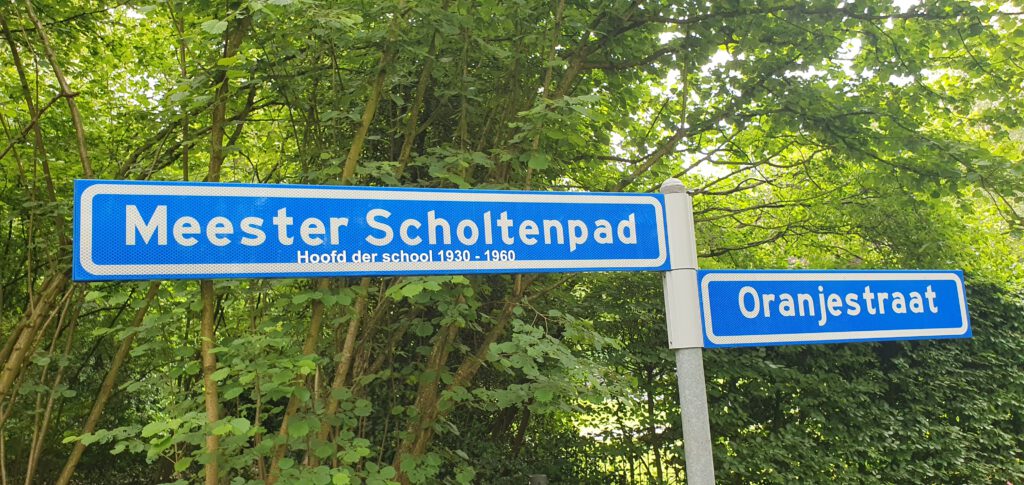 Meester Scholtenpad
Hoofd der school 1930 - 1960
Oranjestraat